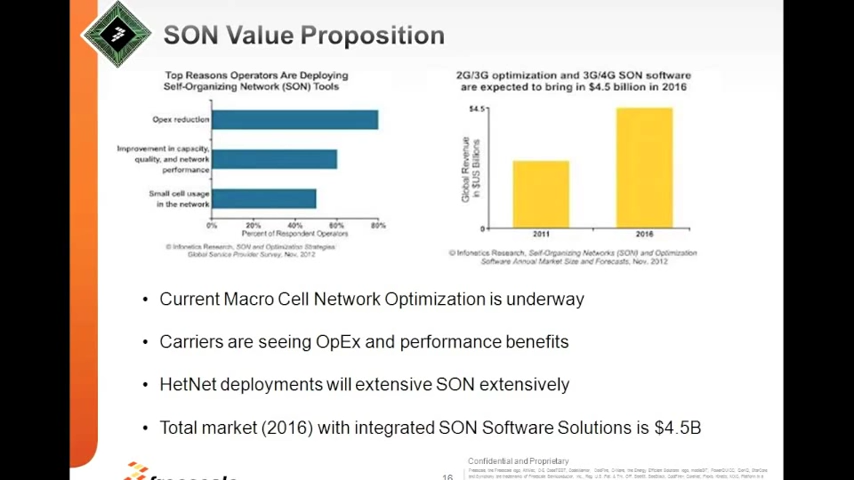 SON Value Proposition
Top Reasons Operators Are Deploying
Self-Organizing Network (SON) Tools
Opex reduction
Improvement in capacity,
quality, and network
performance
Small cell usage
in the network
0% 20% 40% 60% 80%
Percent of Respondent Operators
© Infonetics Research, SON and Optimization Strategies:
Global Service Provider Survey, Nov. 2012
2G/3G optimization and 3G/4G SON software
are expected to bring in $4.5 billion in 2016
$4.5
Global Revenue
in $US Billions
0
2011 2016
© Infonetics Research, Self-Organizing Networks (SON) and Optimization
Software Annual Market Size and Forecasts, Nov. 2012
• Current Macro Cell Network Optimization is underway
• Carriers are seeing OpEx and performance benefits
• HetNet deployments will extensive SON extensively
• Total market (2016) with integrated SON Software Solutions is $4.5B
Confidential and Proprietary
freescale
16